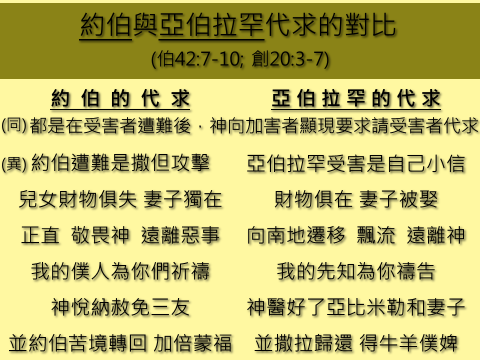 約伯與亞伯拉罕代求的對比
(伯42:7-10; 創20:3-7)
約 伯 的 代 求 亞 伯 拉 罕 的 代 求
(同) 都是在受害者遭難後，神向加害者顯現要求請受害者代求
(異) 約伯遭難是撒但攻擊 亞伯拉罕受害是自己小信
兒女財物俱失 妻子獨在 財物俱在 妻子被娶
正直 敬畏神 遠離惡事 向南地遷移 飄流 遠離神
我的僕人為你們祈禱 我的先知為你禱告
神悅納赦免三友 神醫好了亞比米勒和妻子
並約伯苦境轉回 加倍蒙福 並撒拉歸還 得牛羊僕婢